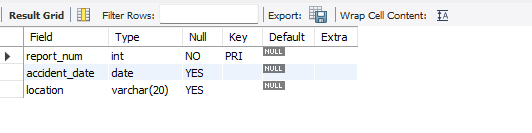 Result Grid Filter Rows: Export: Wrap Cell Content:
Field Type Null Key Default Extra
report_num int NO PRI NULL
accident_date date YES NULL
location varchar(20) YES NULL